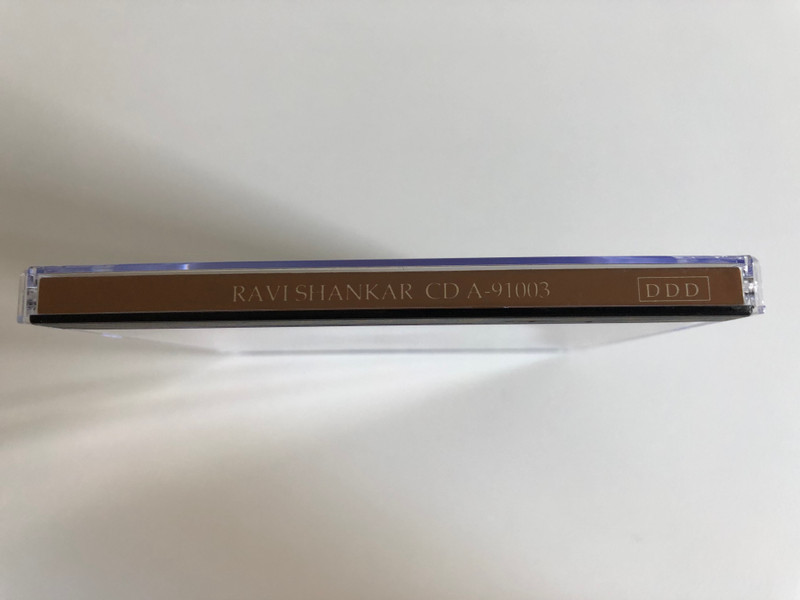 RAVI SHANKAR CD A-91003 DDD